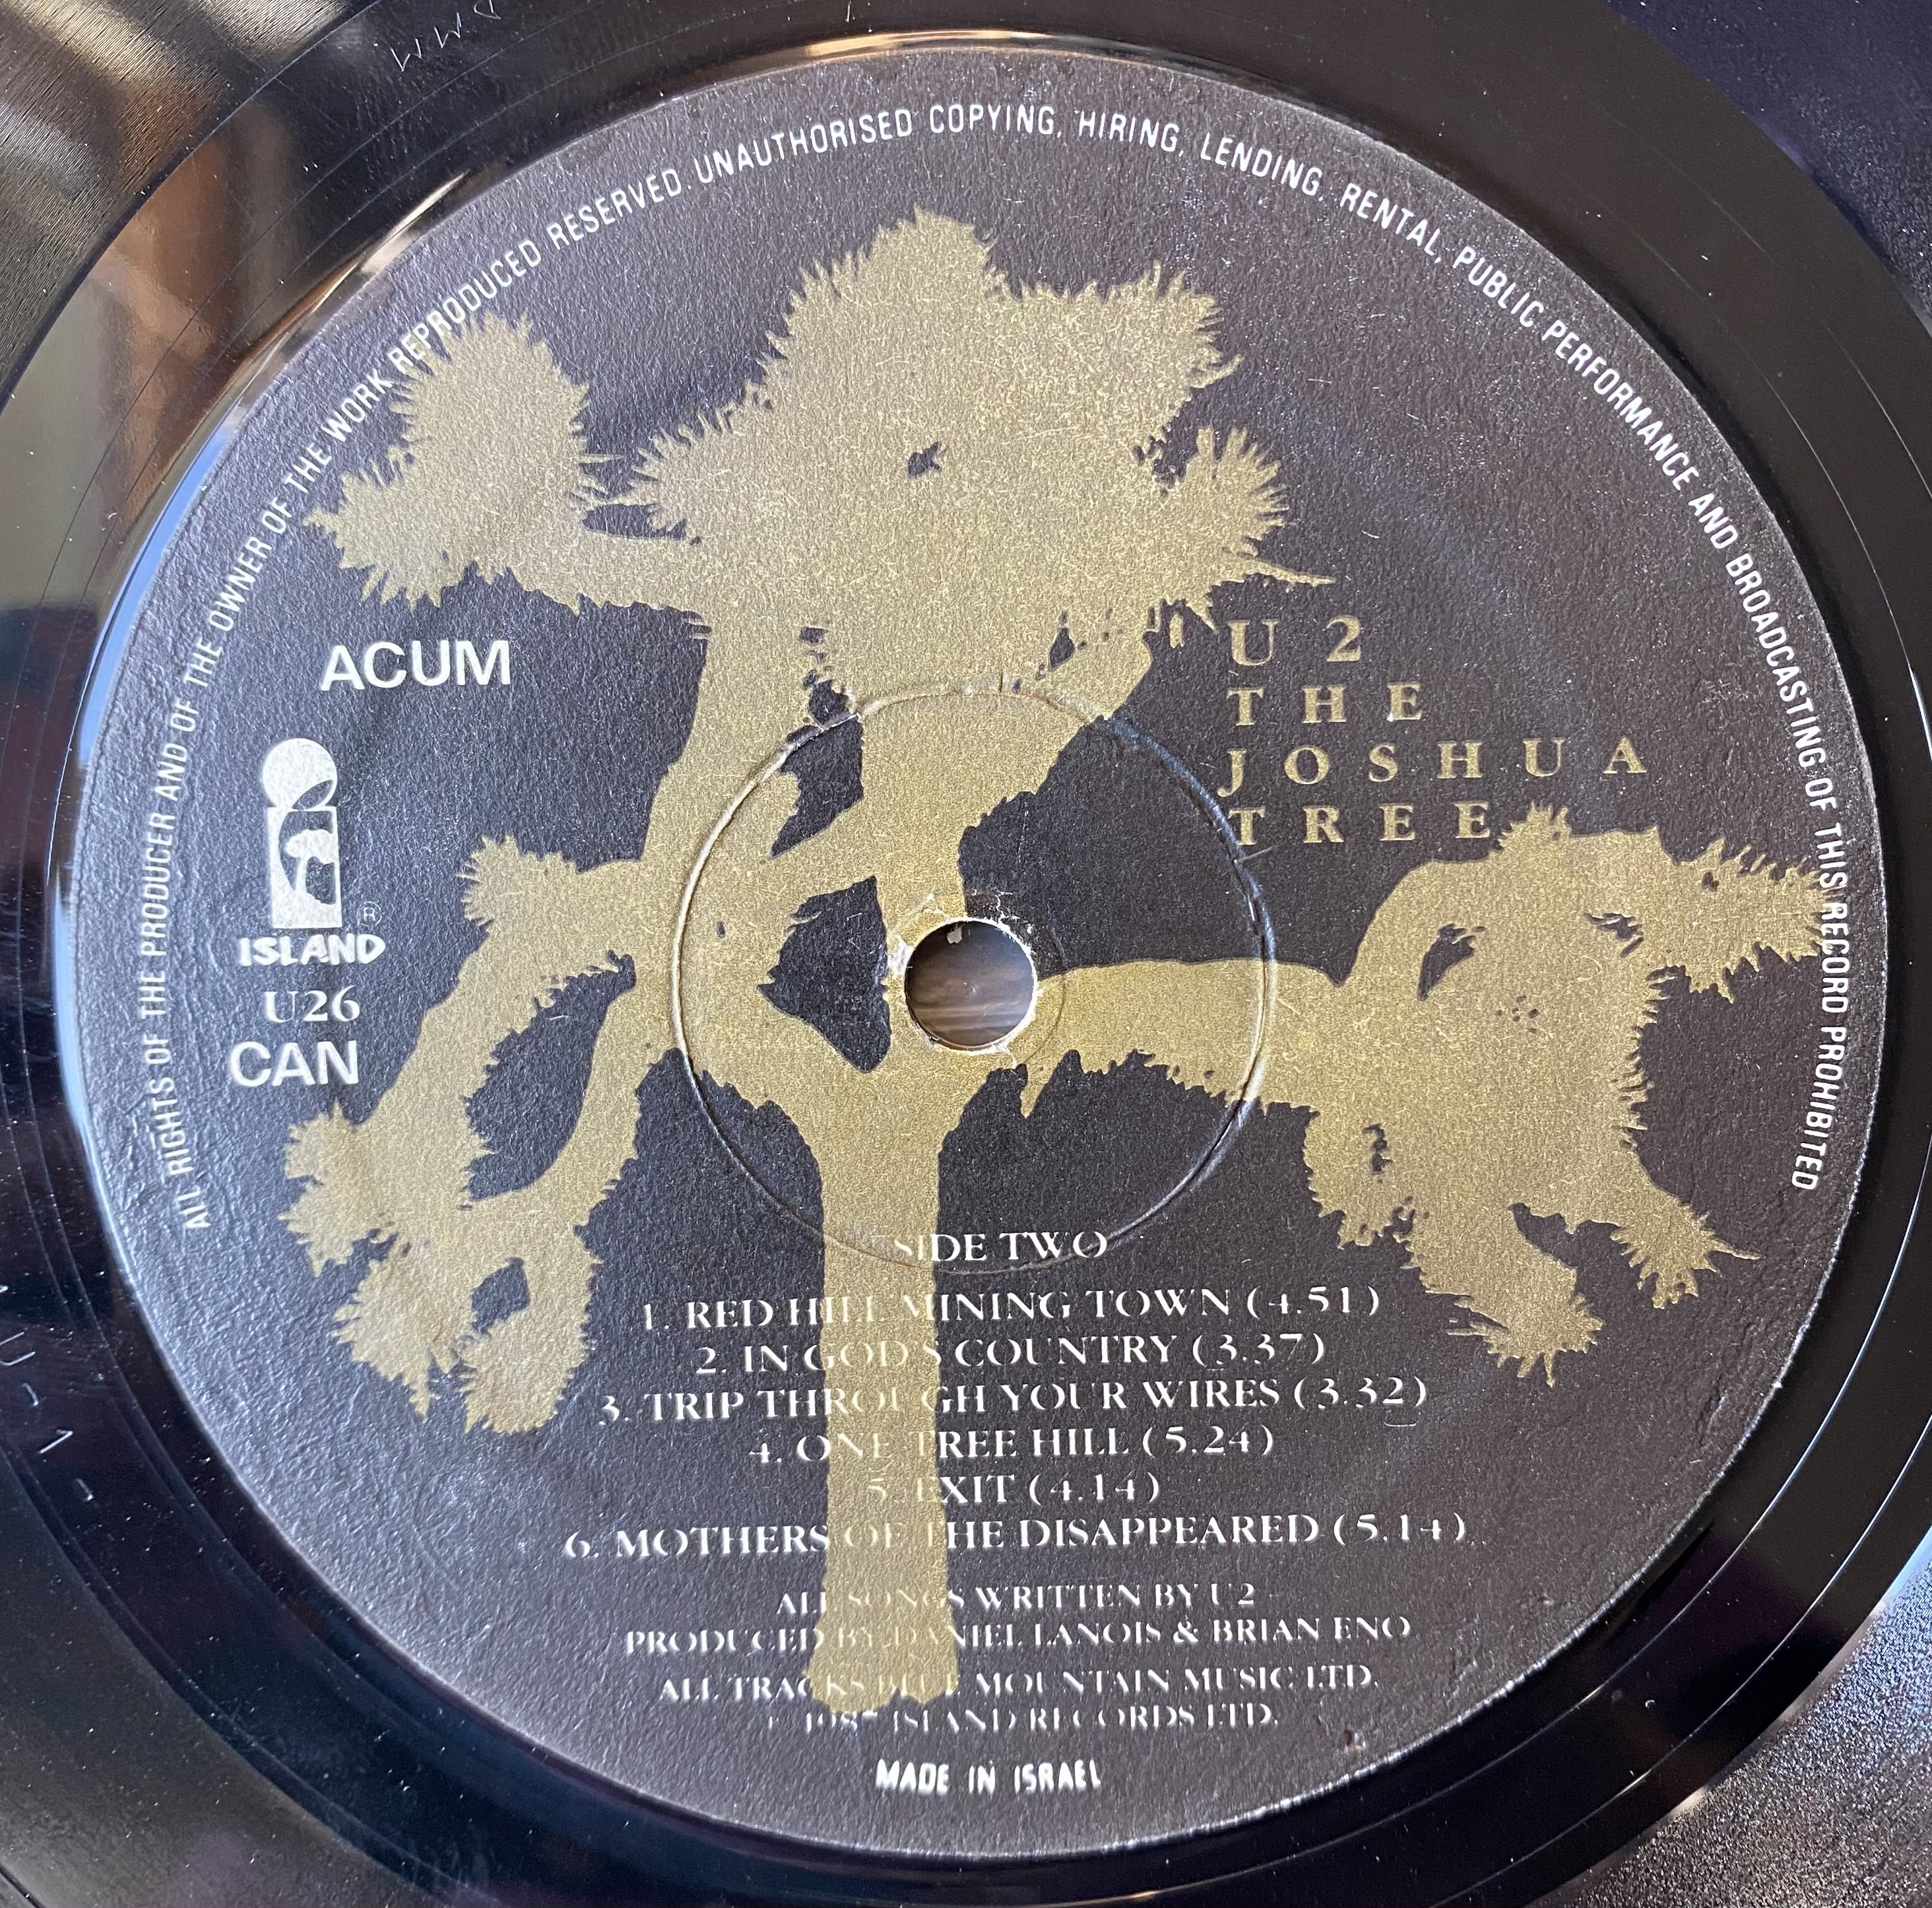 ALL RIGHTS OF THE PRODUCER AND OF THE OWNER OF THE WORK REPRODUCED RESERVED. UNAUTHORISED COPYING, HIRING, LENDING, RENTAL, PUBLIC PERFORMANCE AND BROADCASTING OF THIS RECORD PROHIBITED
ACUM
ISLAND
®
U26
CAN
U2
THE
JOSHUA
TREE
SIDE TWO
1. RED HILL MINING TOWN (4.51)
2. IN GOD'S COUNTRY (3.37)
3. TRIP THROUGH YOUR WIRES (3.32)
4. ONE TREE HILL (5.24)
5. EXIT (4.14)
6. MOTHERS OF THE DISAPPEARED (5.14)
ALL SONGS WRITTEN BY U2
PRODUCED BY DANIEL LANOIS & BRIAN ENO
ALL TRACKS BLUE MOUNTAIN MUSIC LTD.
1987 ISLAND RECORDS LTD.
MADE IN ISRAEL